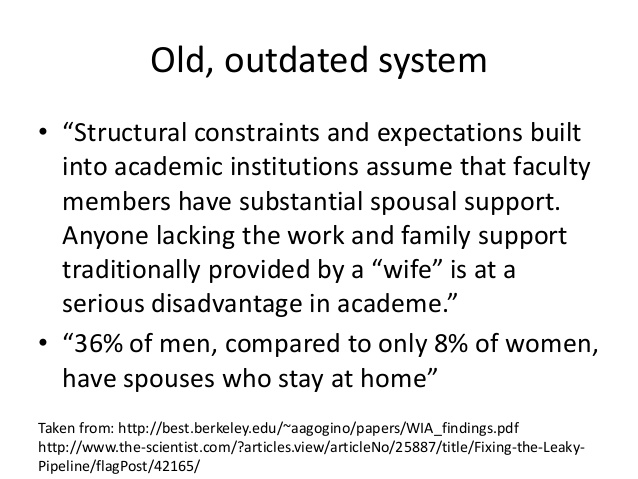 Old, outdated system
• “Structural constraints and expectations built
into academic institutions assume that faculty
members have substantial spousal support.
Anyone lacking the work and family support
traditionally provided by a “wife” is at a
serious disadvantage in academe.”
• “36% of men, compared to only 8% of women,
have spouses who stay at home”
Taken from: http://best.berkeley.edu/~aagogino/papers/WIA_findings.pdf
http://www.the-scientist.com/?articles.view/articleNo/25887/title/Fixing-the-Leaky-
Pipeline/flagPost/42165/